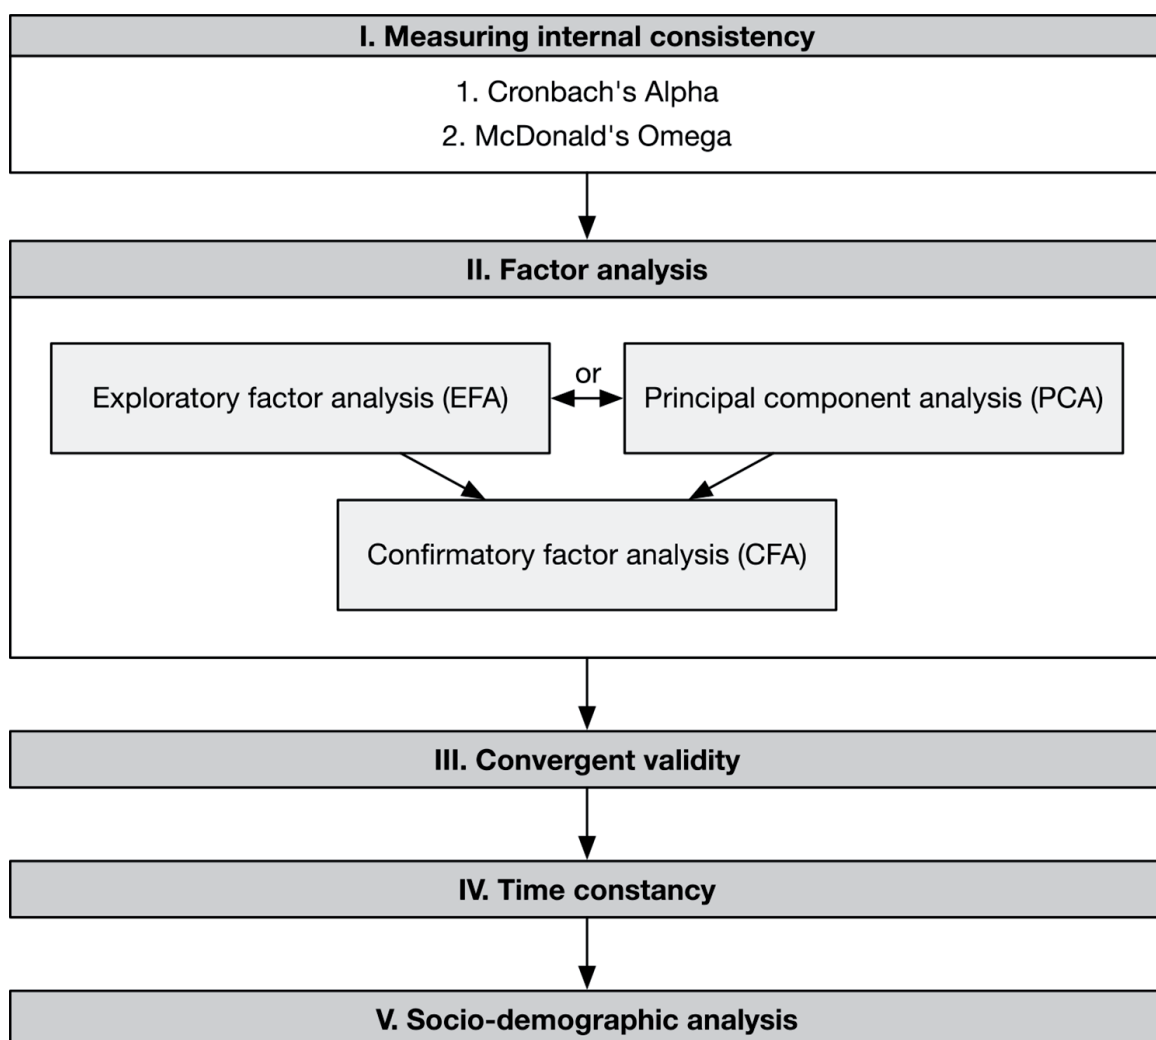 I. Measuring internal consistency
1. Cronbach's Alpha
2. McDonald's Omega
II. Factor analysis
Exploratory factor analysis (EFA)
or
Principal component analysis (PCA)
Confirmatory factor analysis (CFA)
III. Convergent validity
IV. Time constancy
V. Socio-demographic analysis